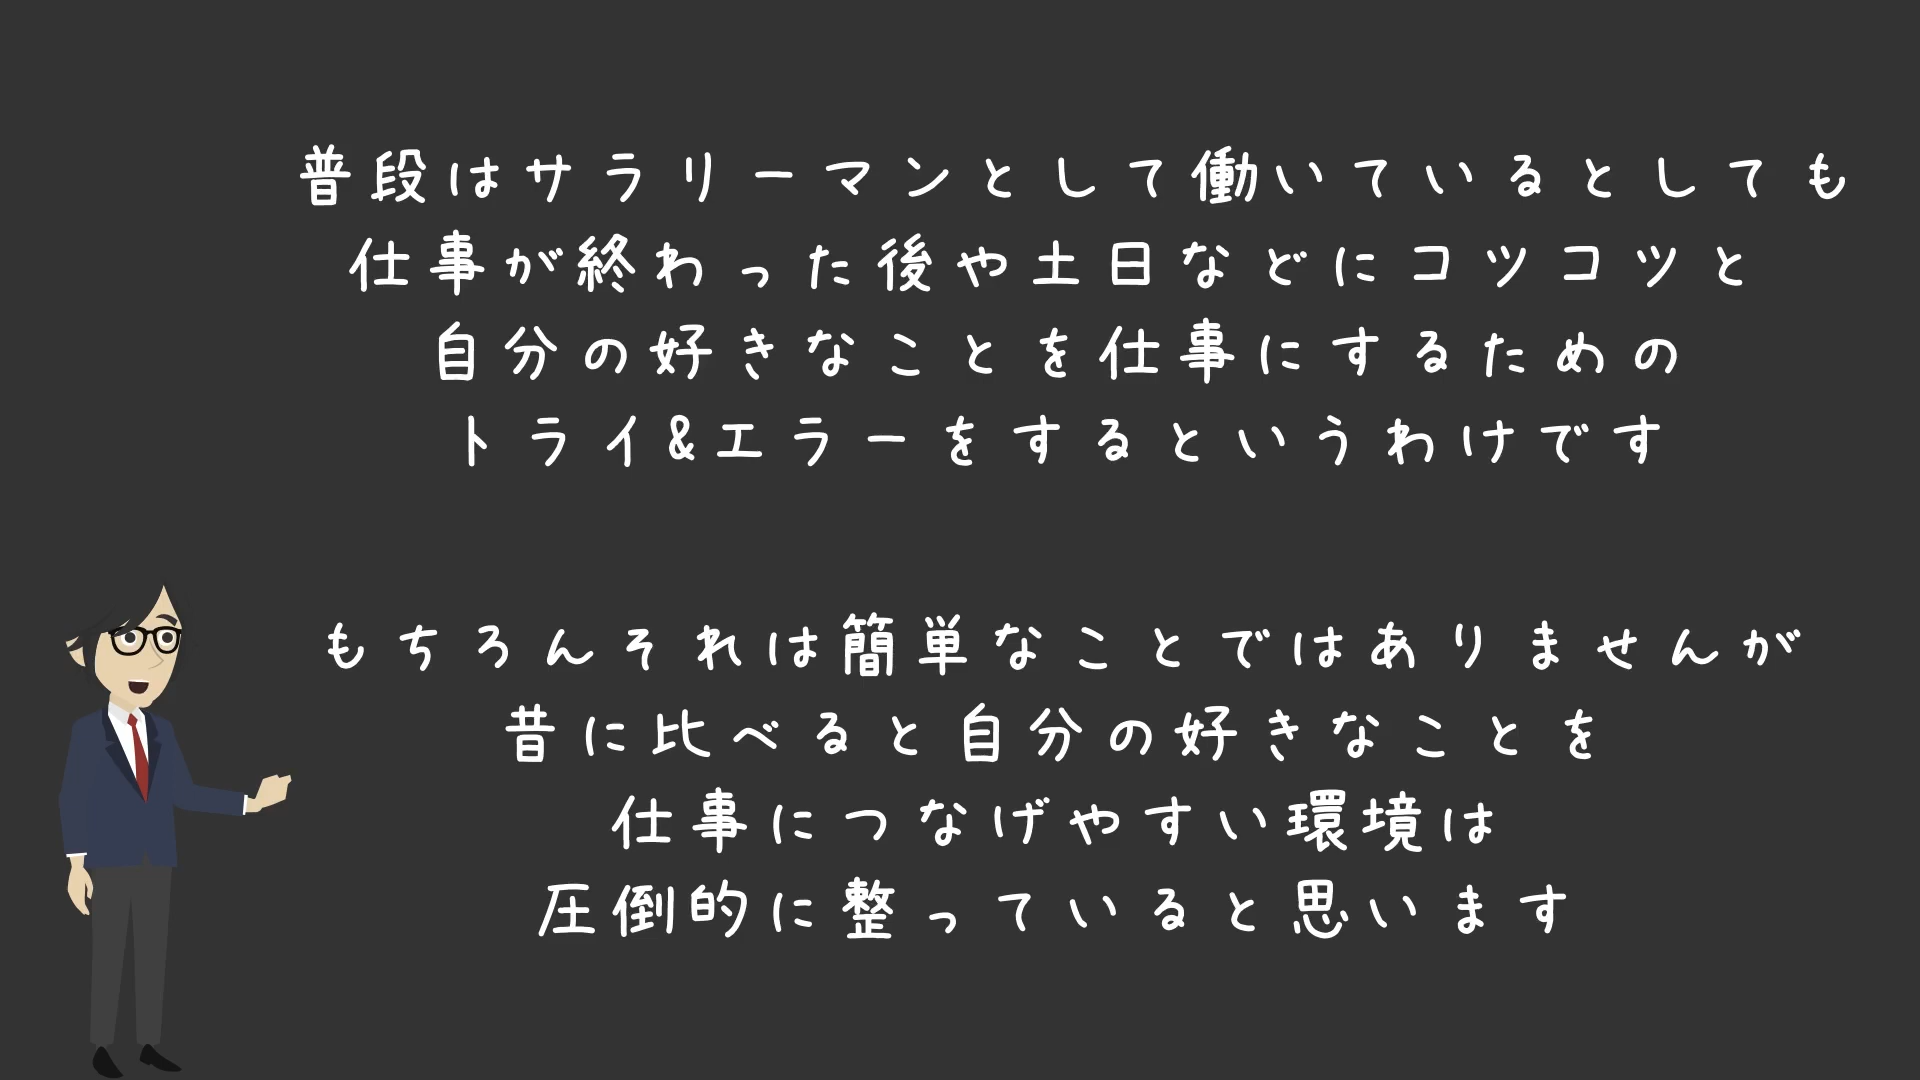 普段はサラリーマンとして働いているとしても
仕事が終わった後や土日などにコツコツと
自分の好きなことを仕事にするための
トライ&エラーをするというわけです
もちろんそれは簡単なことではありませんが
昔に比べると自分の好きなことを
仕事につなげやすい環境は
圧倒的に整っていると思います